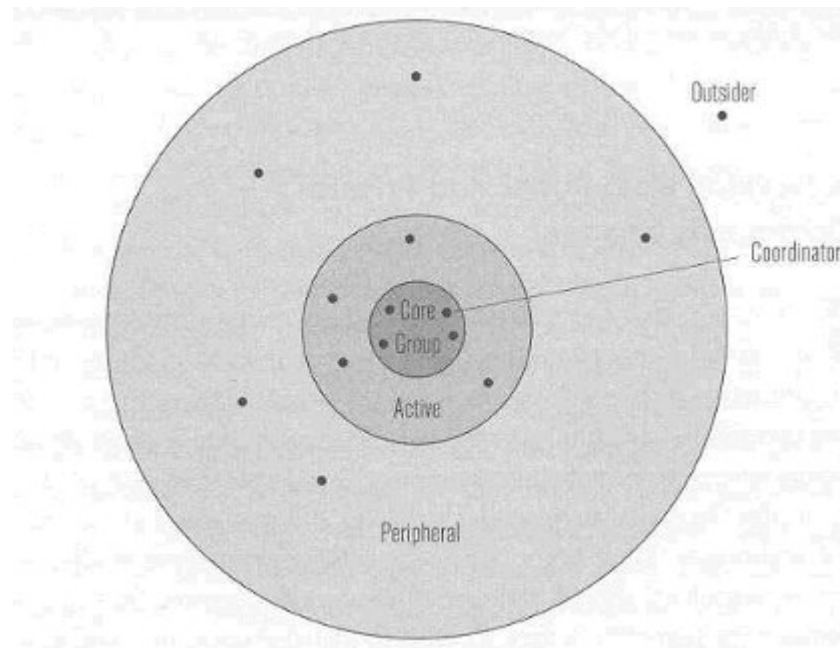 Outsider
Coordinator
Core
Group
Active
Peripheral